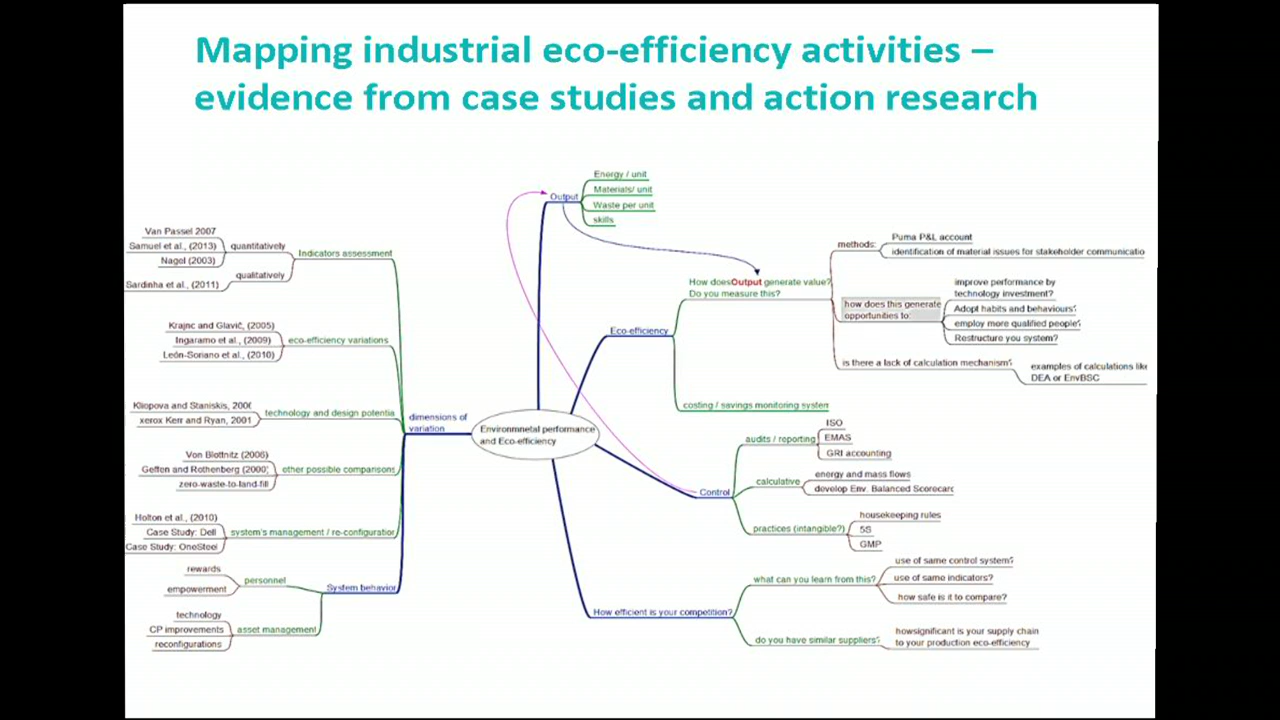 Mapping industrial eco-efficiency activities –
evidence from case studies and action research
Output
Energy / unit
Materials/ unit
Waste per unit
skills
Van Passel 2007
Samuel et al., (2013)
Nagol (2003)
quantitatively
Sardinha et al., (2011)
qualitatively
Indicators assessment
Krajnc and Glavič, (2005)
Ingaramo et al., (2009)
León-Soriano et al., (2010)
eco-efficiency variations
Kliopova and Staniskis, 200
xerox Kerr and Ryan, 2001
technology and design potentia
dimensions of
variation
Von Blottnitz (2006)
Geffen and Rothenberg (2000)
zero-waste-to-land-fill
other possible comparisons
Holton et al., (2010)
Case Study: Dell
Case Study: OneSteel
system's management / re-configuration
rewards
empowerment
personnel
System behavior
technology
CP improvements
reconfigurations
asset management
Environmnetal performance
and Eco-efficiency
Eco-efficiency
How doesOutput generate value?
Do you measure this?
methods:
Puma P&L account
identification of material issues for stakeholder communicatio
how does this generate
opportunities to:
improve performance by
technology investment?
Adopt habits and behaviours?
employ more qualified people?
Restructure you system?
is there a lack of calculation mechanism?
examples of calculations like
DEA or EnvBSC
costing / savings monitoring system
Control
audits / reporting
ISO
EMAS
GRI accounting
calculative
energy and mass flows
develop Env. Balanced Scorecard
practices (intangible?)
housekeeping rules
5S
GMP
How efficient is your competition?
what can you learn from this?
use of same control system?
use of same indicators?
how safe is it to compare?
do you have similar suppliers?
howsignificant is your supply chain
to your production eco-efficiency